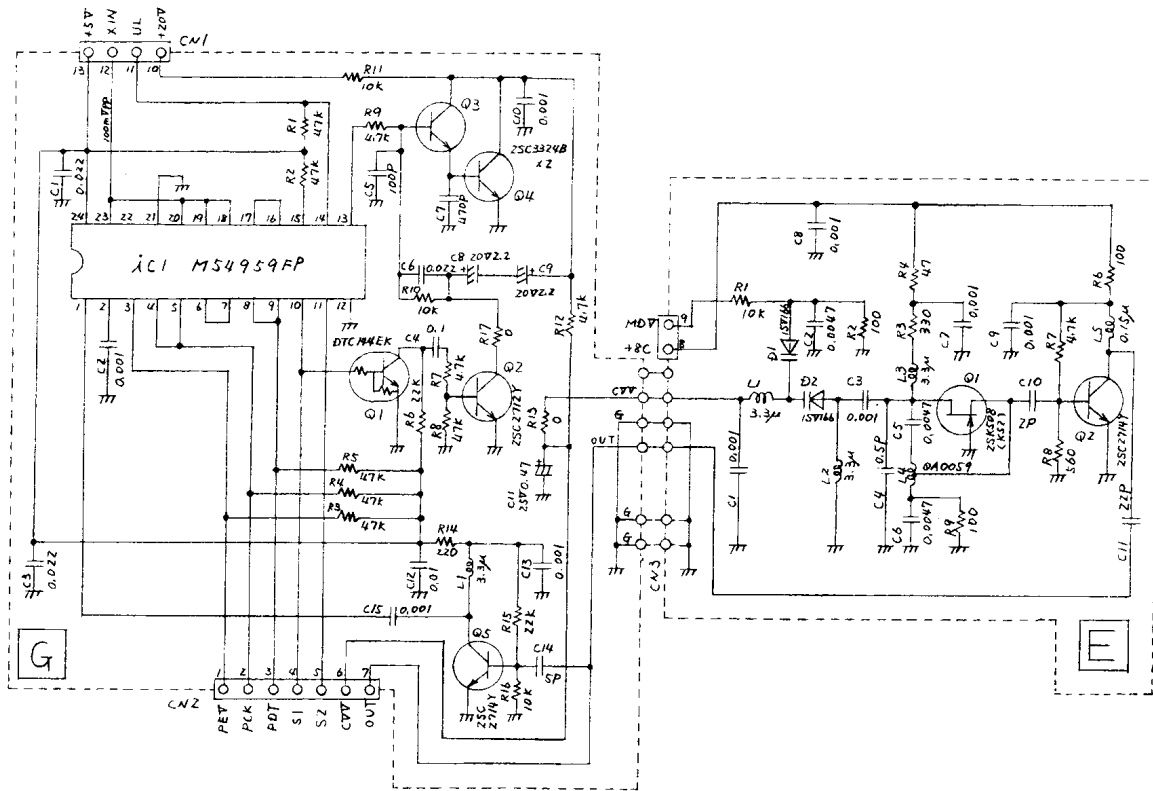 +5V
XIN
UL
+20V
CN1
13
12
11
10
100mVpp
R11
10K
R1
47K
R2
47K
R9
4.7K
Q3
C10
0.001
2SC3324B
X2
Q4
C1
0.022
C5
100P
C7
470P
24
23
22
21
20
19
18
17
16
15
14
13
iC1 M54959FP
1
2
3
4
5
6
7
8
9
10
11
12
C2
0.001
C6
0.022
C8 20V2.2
C9
20V2.2
R10
10K
R17
0
R12
4.7K
DTC144EK
Q1
C4
0.1
R7
4.7K
R6
22K
R8
47K
Q2
2SC2712Y
R13
0
C11
25V0.47
R5
47K
R4
47K
R3
47K
R14
220
C3
0.022
C12
0.01
L1
3.3μ
C13
0.001
C15
0.001
R15
22K
Q5
C14
5P
R16
10K
2SC
2714Y
G
CN2
1
2
3
4
5
6
7
PEV
PCK
PDT
S1
S2
CVV
OUT
MDV
9
+8C
8
CVV
G
OUT
G
G
CN3
R1
10K
D1
1SV166
C2
0.0047
R2
100
C8
0.001
R4
47
R3
330
C7
0.001
C9
0.001
R7
4.7K
R6
100
L5
0.15μ
L1
3.3μ
D2
1SV166
C3
0.001
L3
3.3μ
Q1
2SK508
(K52)
C10
2P
Q2
2SC2714Y
C1
0.001
L2
3.3μ
C4
0.5P
C5
0.0047
L4
QA0059
C6
0.0047
R9
100
R8
560
22P
C11
E